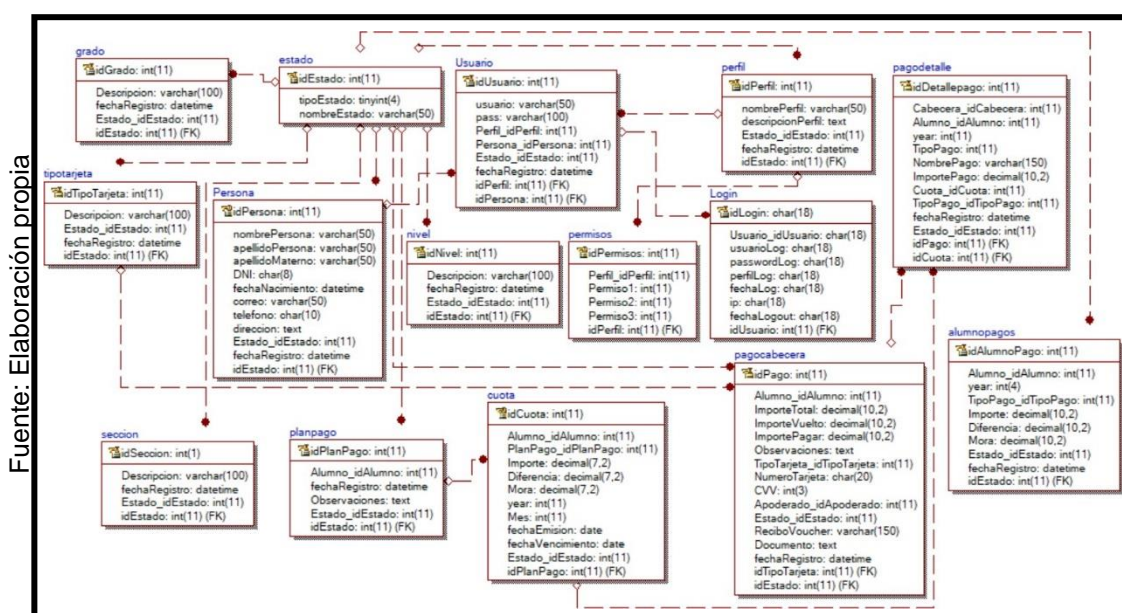 Fuente: Elaboración propia
grado
idGrado: int(11)
Descripcion: varchar(100)
fechaRegistro: datetime
Estado_idEstado: int(11)
idEstado: int(11) (FK)
estado
idEstado: int(11)
tipoEstado: tinyint(4)
nombreEstado: varchar(50)
Usuario
idUsuario: int(11)
usuario: varchar(50)
pass: varchar(100)
Perfil_idPerfil: int(11)
Persona_idPersona: int(11)
Estado_idEstado: int(11)
fechaRegistro: datetime
idPerfil: int(11) (FK)
idPersona: int(11) (FK)
perfil
idPerfil: int(11)
nombrePerfil: varchar(50)
descripcionPerfil: text
Estado_idEstado: int(11)
fechaRegistro: datetime
idEstado: int(11) (FK)
pagodetalle
idDetallepago: int(11)
Cabecera_idCabecera: int(11)
Alumno_idAlumno: int(11)
year: int(11)
TipoPago: int(11)
NombrePago: varchar(150)
ImportePago: decimal(10,2)
Cuota_idCuota: int(11)
TipoPago_idTipoPago: int(11)
fechaRegistro: datetime
Estado_idEstado: int(11)
idPago: int(11) (FK)
idCuota: int(11) (FK)
tipotarjeta
idTipoTarjeta: int(11)
Descripcion: varchar(100)
Estado_idEstado: int(11)
fechaRegistro: datetime
idEstado: int(11) (FK)
Persona
idPersona: int(11)
nombrePersona: varchar(50)
apellidoPersona: varchar(50)
apellidoMaterno: varchar(50)
DNI: char(8)
fechaNacimiento: datetime
correo: varchar(50)
telefono: char(10)
direccion: text
Estado_idEstado: int(11)
fechaRegistro: datetime
idEstado: int(11) (FK)
nivel
idNivel: int(11)
Descripcion: varchar(100)
fechaRegistro: datetime
Estado_idEstado: int(11)
idEstado: int(11) (FK)
permisos
idPermisos: int(11)
Perfil_idPerfil: int(11)
Permiso1: int(11)
Permiso2: int(11)
Permiso3: int(11)
idPerfil: int(11) (FK)
Login
idLogin: char(18)
Usuario_idUsuario: char(18)
usuarioLog: char(18)
passwordLog: char(18)
perfilLog: char(18)
fechaLog: char(18)
ip: char(18)
fechaLogout: char(18)
idUsuario: int(11) (FK)
alumnopagos
idAlumnoPago: int(11)
Alumno_idAlumno: int(11)
year: int(4)
TipoPago_idTipoPago: int(11)
Importe: decimal(10,2)
Diferencia: decimal(10,2)
Mora: decimal(10,2)
Estado_idEstado: int(11)
fechaRegistro: datetime
idEstado: int(11) (FK)
seccion
idSeccion: int(1)
Descripcion: varchar(100)
fechaRegistro: datetime
Estado_idEstado: int(11)
idEstado: int(11) (FK)
planpago
idPlanPago: int(11)
Alumno_idAlumno: int(11)
fechaRegistro: datetime
Observaciones: text
Estado_idEstado: int(11)
idEstado: int(11) (FK)
cuota
idCuota: int(11)
Alumno_idAlumno: int(11)
PlanPago_idPlanPago: int(11)
Importe: decimal(7,2)
Diferencia: decimal(7,2)
Mora: decimal(7,2)
year: int(11)
Mes: int(11)
fechaEmision: date
fechaVencimiento: date
Estado_idEstado: int(11)
idPlanPago: int(11) (FK)
pagocabecera
idPago: int(11)
Alumno_idAlumno: int(11)
ImporteTotal: decimal(10,2)
ImporteVuelto: decimal(10,2)
ImportePagar: decimal(10,2)
Observaciones: text
TipoTarjeta_idTipoTarjeta: int(11)
NumeroTarjeta: char(20)
CVV: int(3)
Apoderado_idApoderado: int(11)
Estado_idEstado: int(11)
ReciboVoucher: varchar(150)
Documento: text
fechaRegistro: datetime
idTipoTarjeta: int(11) (FK)
idEstado: int(11) (FK)